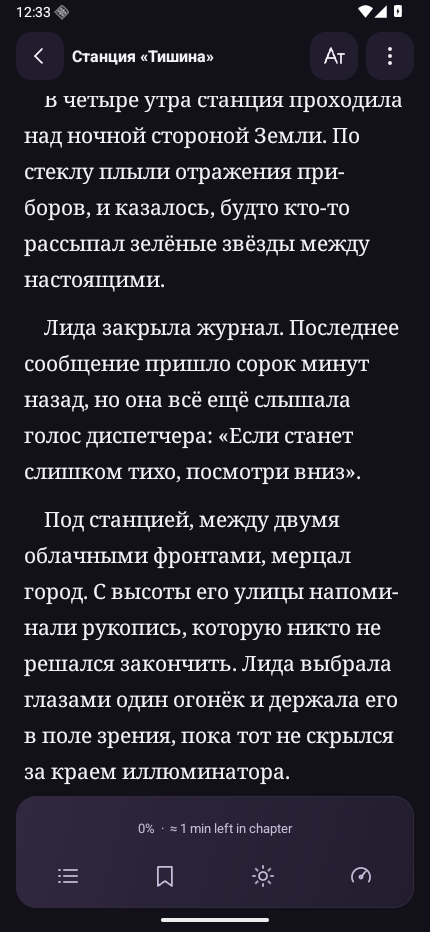 12:33
Станция «Тишина»
В четыре утра станция проходила
над ночной стороной Земли. По
стеклу плыли отражения при-
боров, и казалось, будто кто-то
рассыпал зелёные звёзды между
настоящими.
Лида закрыла журнал. Последнее
сообщение пришло сорок минут
назад, но она всё ещё слышала
голос диспетчера: «Если станет
слишком тихо, посмотри вниз».
Под станцией, между двумя
облачными фронтами, мерцал
город. С высоты его улицы напоми-
нали рукопись, которую никто не
решался закончить. Лида выбрала
глазами один огонёк и держала его
в поле зрения, пока тот не скрылся
за краем иллюминатора.
0% · ≈ 1 min left in chapter